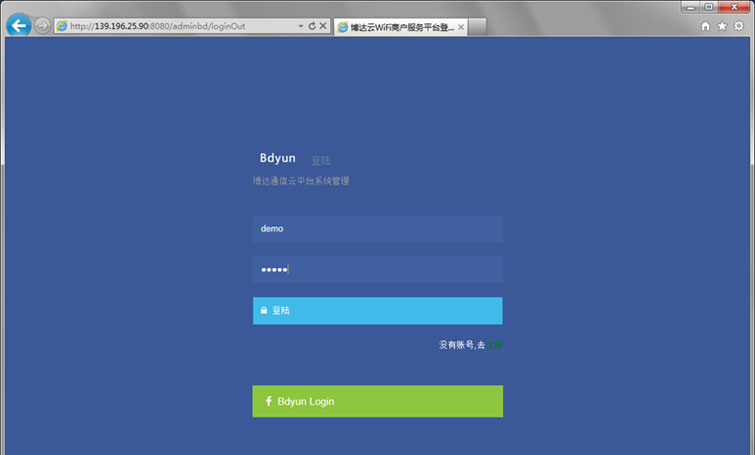 http://139.196.25.90:8080/adminbd/loginOut
博达云WiFi商户服务平台登...
Bdyun 登陆
博达通信云平台系统管理
demo
•••••
登陆
没有账号,去注册
Bdyun Login